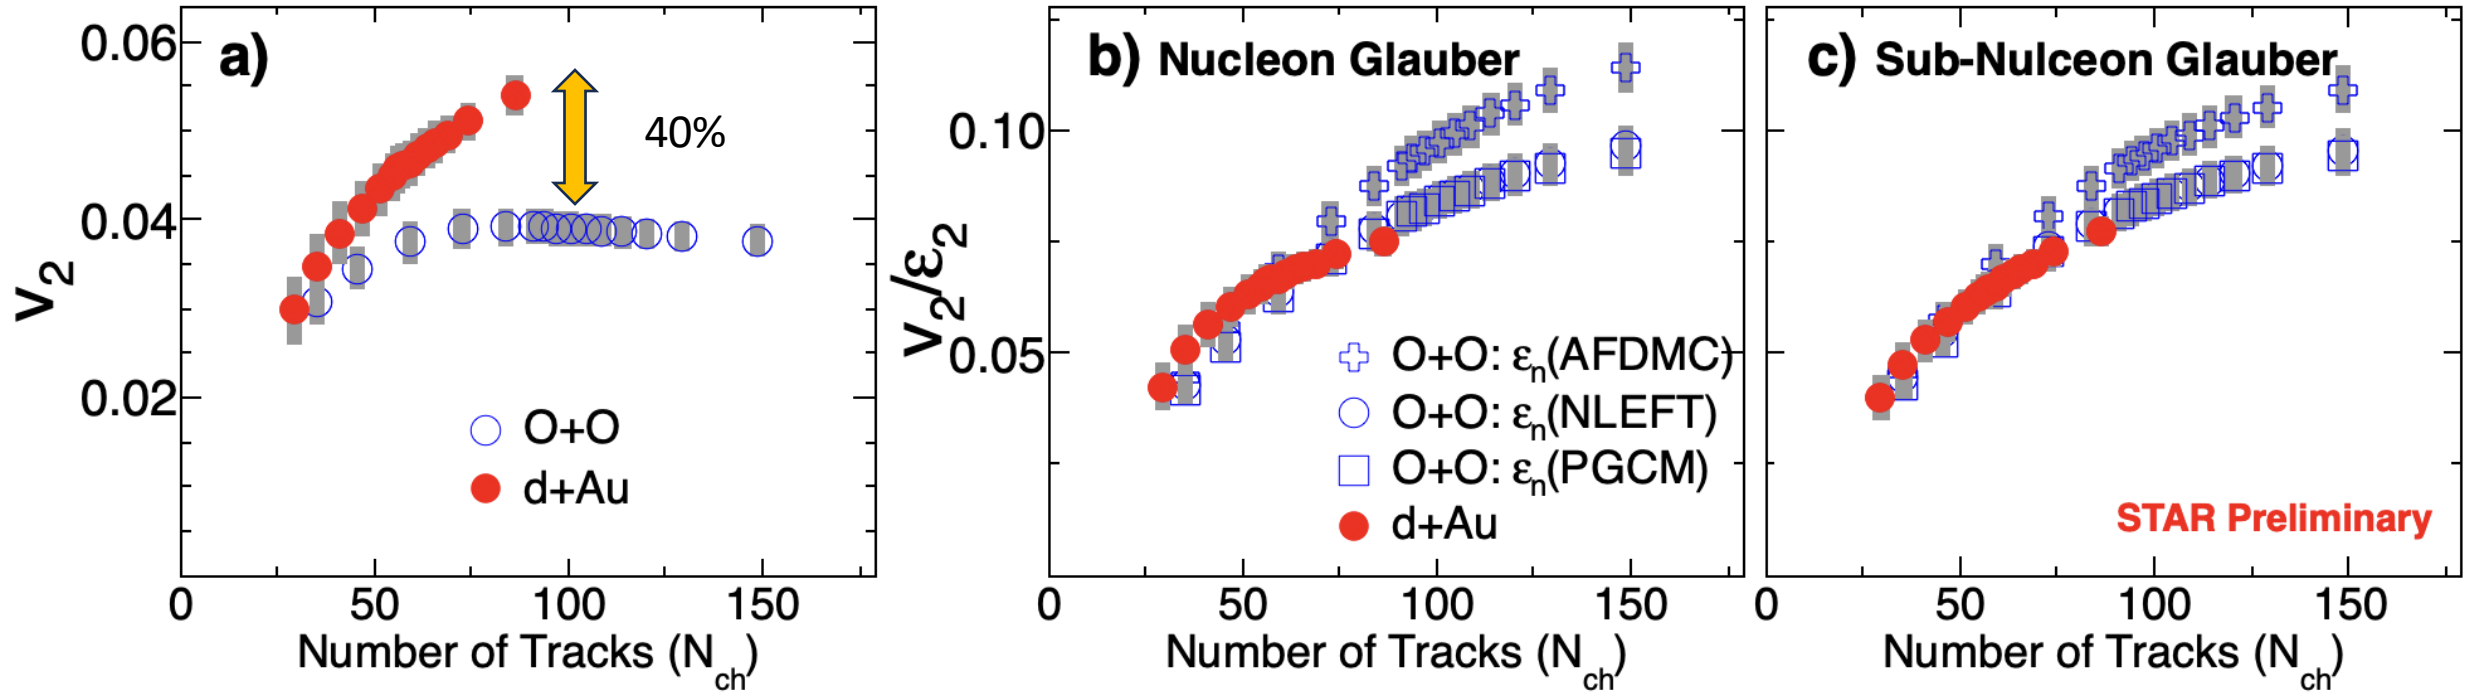 a)
0.06
0.04
0.02
v2
40%
O+O
d+Au
0 50 100 150
Number of Tracks (Nch)
b) Nucleon Glauber
0.10
0.05
v2/ε2
O+O: εn(AFDMC)
O+O: εn(NLEFT)
O+O: εn(PGCM)
d+Au
0 50 100 150
Number of Tracks (Nch)
c) Sub-Nulceon Glauber
STAR Preliminary
0 50 100 150
Number of Tracks (Nch)